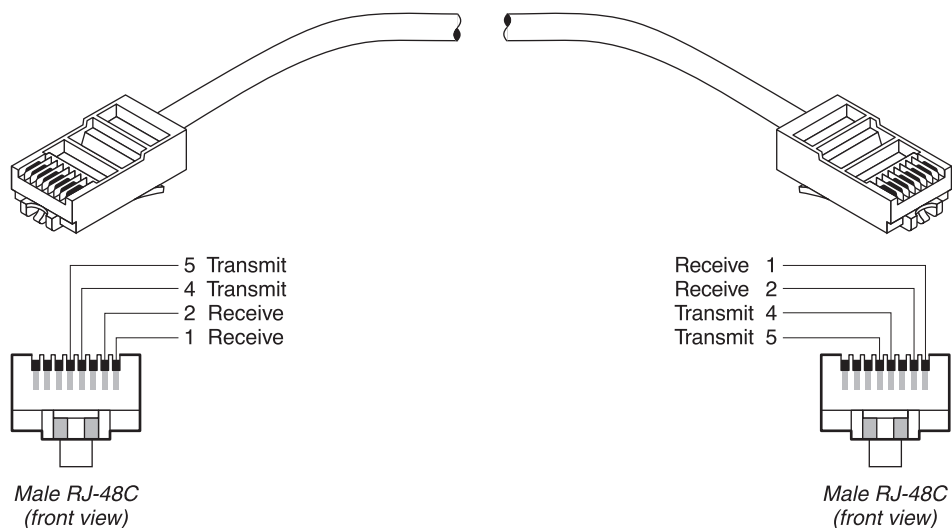 5 Transmit
4 Transmit
2 Receive
1 Receive
Male RJ-48C
(front view)
Receive 1
Receive 2
Transmit 4
Transmit 5
Male RJ-48C
(front view)